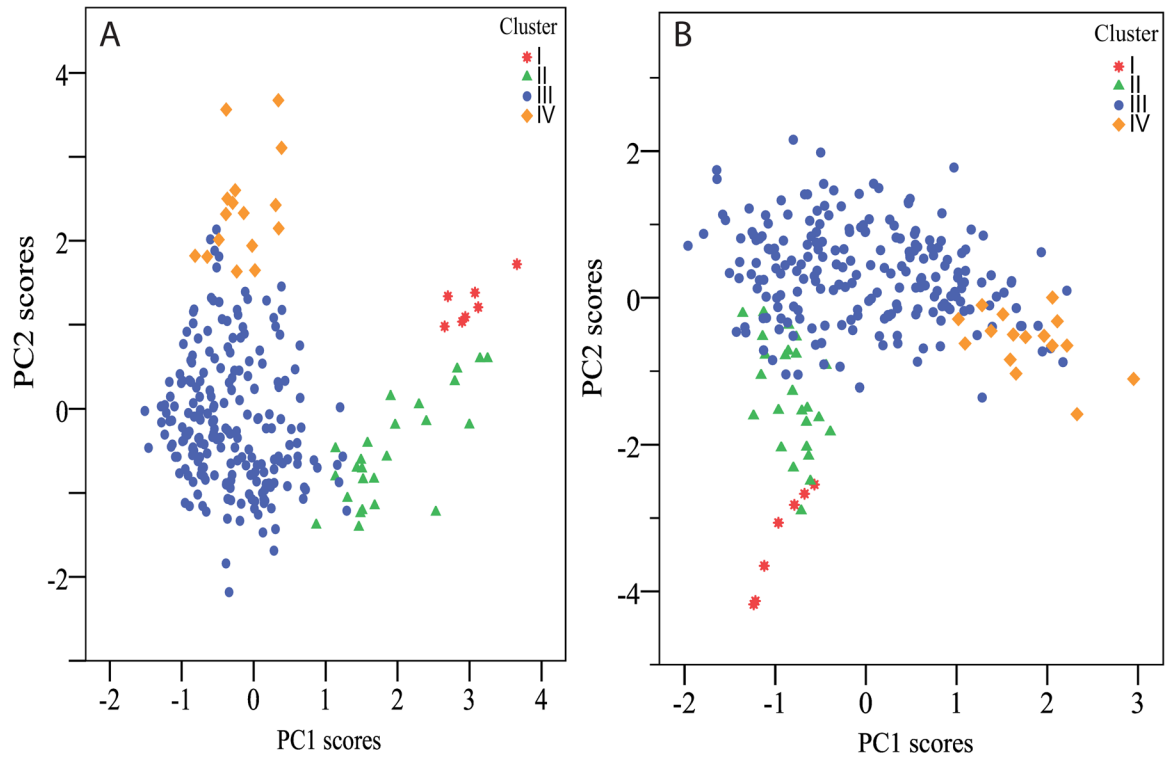 A
Cluster
I
II
III
IV
4
2
0
-2
PC2 scores
-2 -1 0 1 2 3 4
PC1 scores
B
Cluster
I
II
III
IV
2
0
-2
-4
PC2 scores
-2 -1 0 1 2 3
PC1 scores